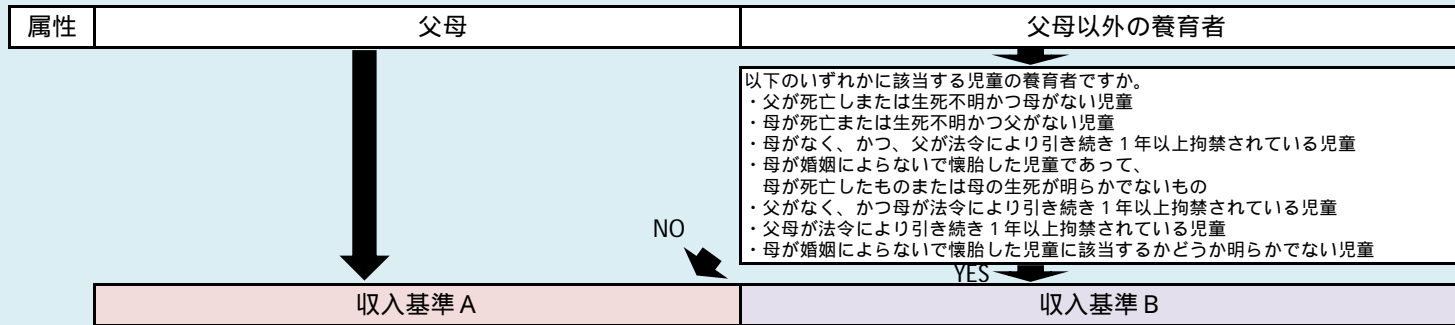 属性 父母 父母以外の養育者
以下のいずれかに該当する児童の養育者ですか。
・父が死亡しまたは生死不明かつ母がない児童
・母が死亡または生死不明かつ父がない児童
・母がなく、かつ、父が法令により引き続き１年以上拘禁されている児童
・母が婚姻によらないで懐胎した児童であって、
母が死亡したものまたは母の生死が明らかでないもの
・父がなく、かつ母が法令により引き続き１年以上拘禁されている児童
・父母が法令により引き続き１年以上拘禁されている児童
・母が婚姻によらないで懐胎した児童に該当するかどうか明らかでない児童
NO
YES
収入基準Ａ 収入基準Ｂ